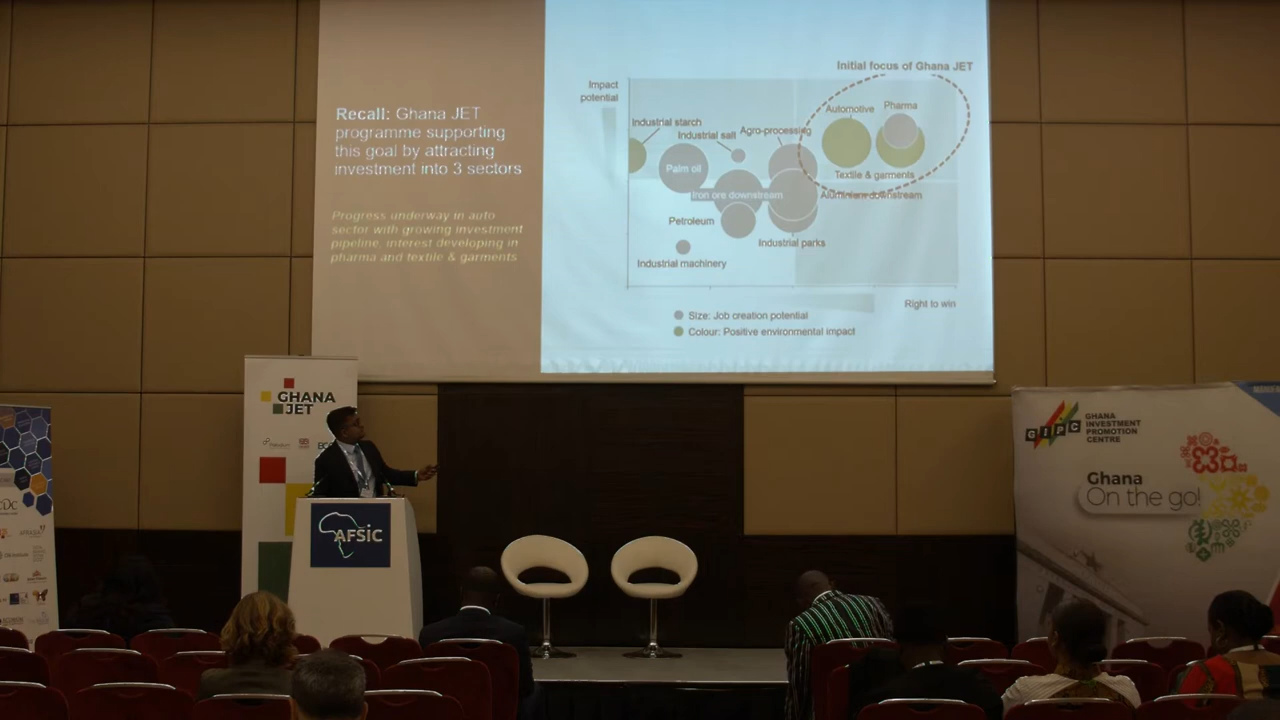 Recall: Ghana JET
programme supporting
this goal by attracting
investment into 3 sectors
Progress underway in auto
sector with growing investment
pipeline, interest developing in
pharma and textile & garments
Initial focus of Ghana JET
Impact
potential
Automotive
Pharma
Industrial starch
Industrial salt
Agro-processing
Palm oil
Textile & garments
Iron ore downstream
Aluminium downstream
Petroleum
Industrial parks
Industrial machinery
Right to win
Size: Job creation potential
Colour: Positive environmental impact
GHANA
JET
AFSIC
GIPC
GHANA
INVESTMENT
PROMOTION
CENTRE
Ghana
On the go!